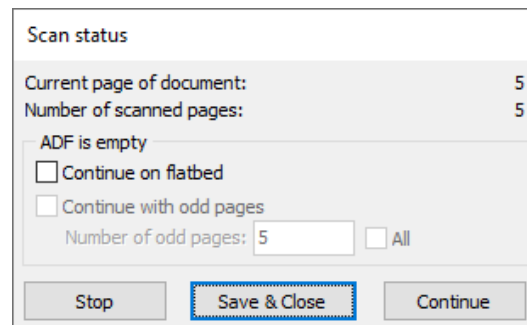 Scan status
Current page of document: 5
Number of scanned pages: 5
ADF is empty
Continue on flatbed
Continue with odd pages
Number of odd pages: 5 All
Stop Save & Close Continue